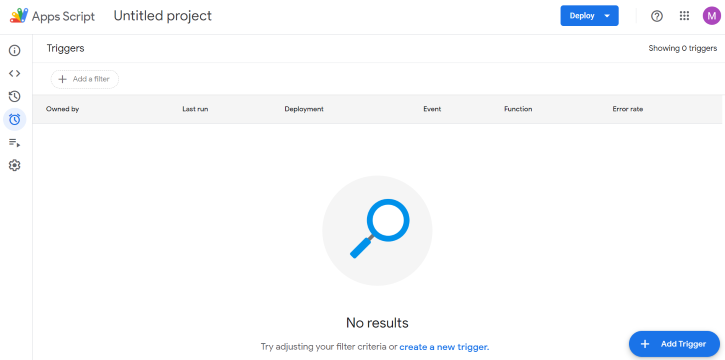 Apps Script Untitled project Deploy M
Triggers Showing 0 triggers
Add a filter
Owned by Last run Deployment Event Function Error rate
No results
Try adjusting your filter criteria or create a new trigger.
Add Trigger